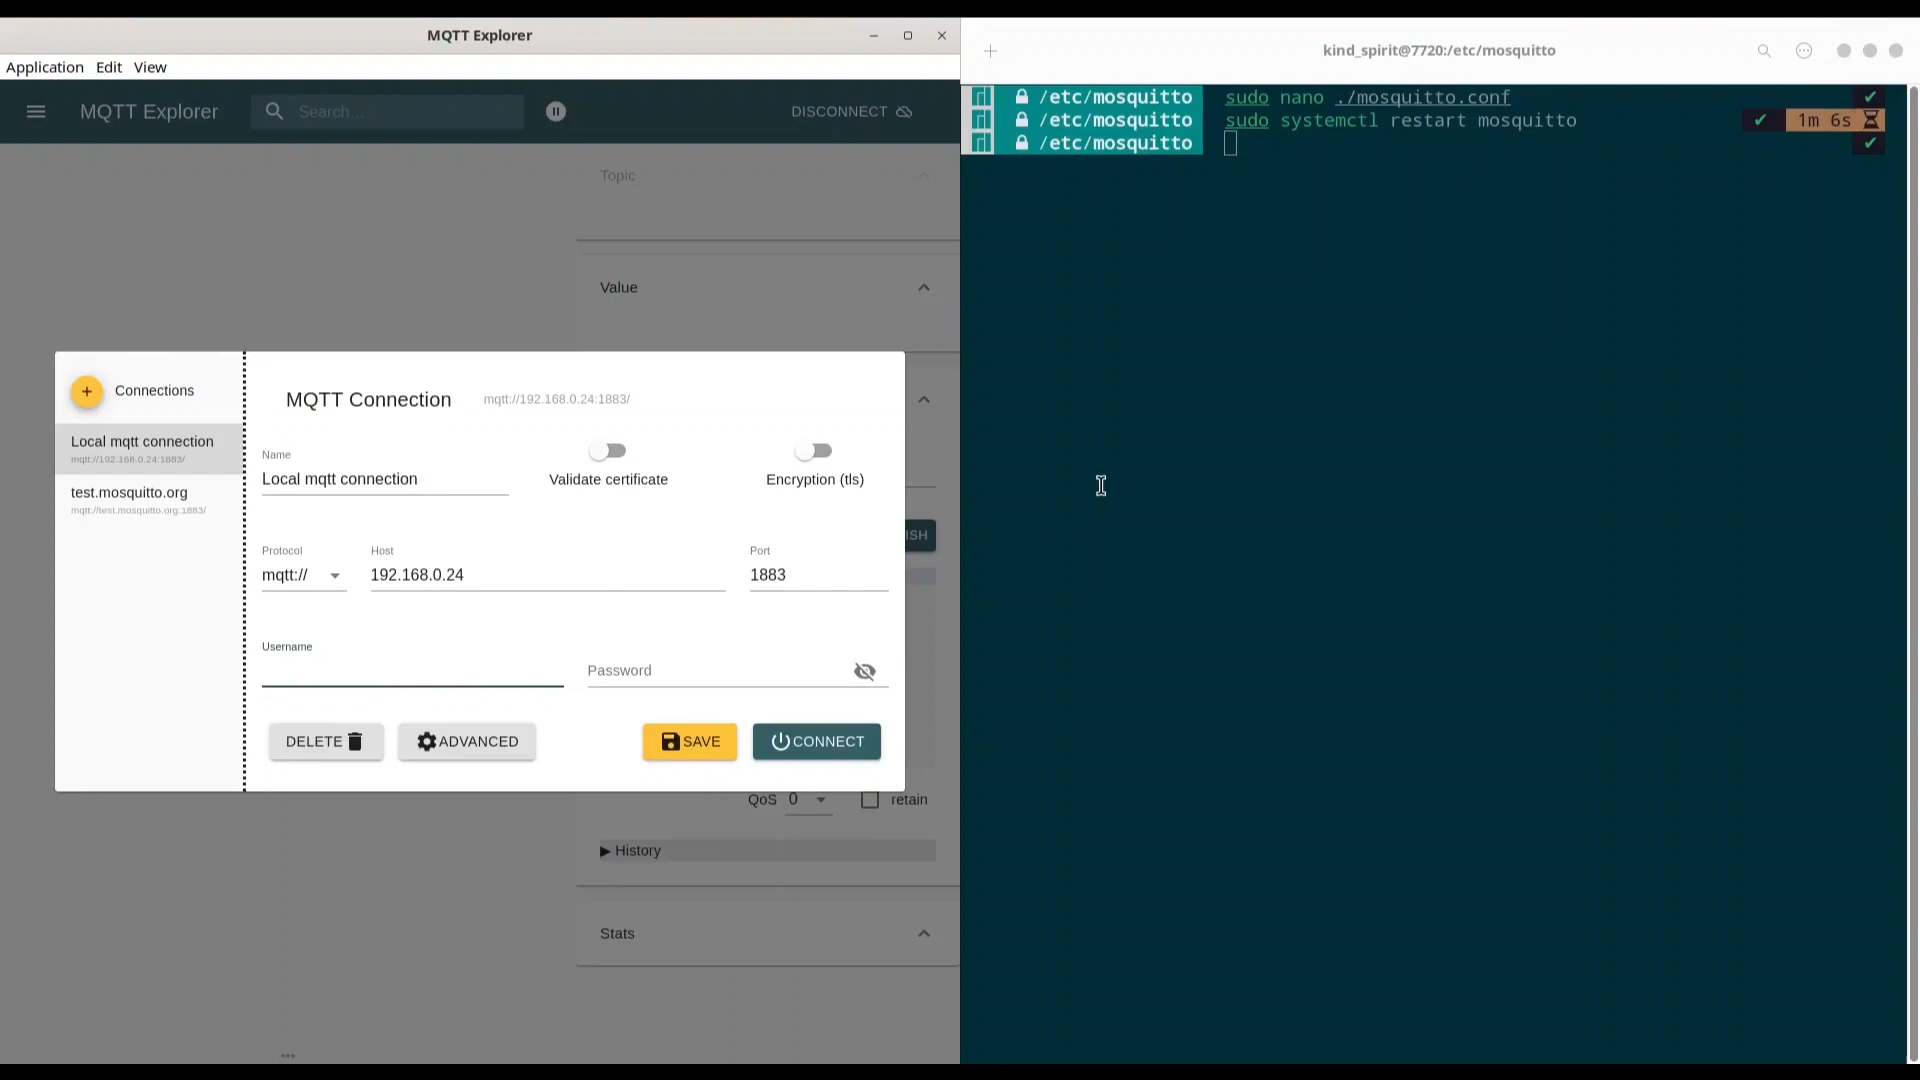 MQTT Explorer
Application Edit View
MQTT Explorer
Search...
DISCONNECT
Topic
Value
Connections
Local mqtt connection
mqtt://192.168.0.24:1883/
test.mosquitto.org
mqtt://test.mosquitto.org:1883/
MQTT Connection mqtt://192.168.0.24:1883/
Name
Local mqtt connection
Validate certificate
Encryption (tls)
Protocol Host Port
mqtt:// 192.168.0.24 1883
Username
Password
DELETE ADVANCED SAVE CONNECT
ISH
QoS 0 retain
History
Stats
kind_spirit@7720:/etc/mosquitto
/etc/mosquitto sudo nano ./mosquitto.conf ✔
/etc/mosquitto sudo systemctl restart mosquitto ✔ 1m 6s
/etc/mosquitto ✔